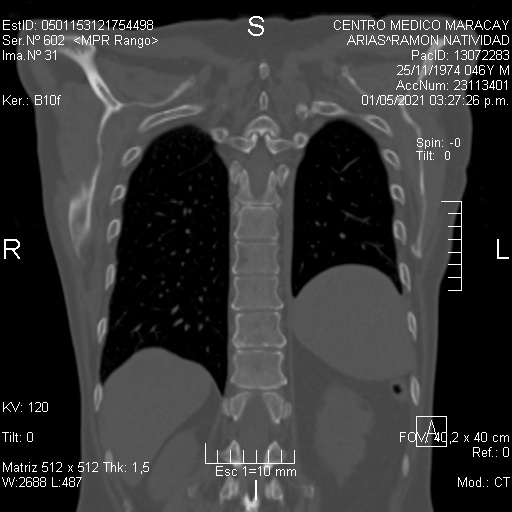 EstID: 0501153121754498
Ser.Nº 602 <MPR Rango>
Ima.Nº 31
Ker.: B10f
S
CENTRO MEDICO MARACAY
ARIAS^RAMON NATIVIDAD
PacID: 13072283
25/11/1974 046Y M
AccNum: 23113401
01/05/2021 03:27:26 p.m.
Spin: -0
Tilt: 0
R
L
KV: 120
Tilt: 0
Matriz 512 x 512 Thk: 1,5
W:2688 L:487
Esc 1=10 mm
A
FOV: 40,2 x 40 cm
Ref.: 0
Mod.: CT